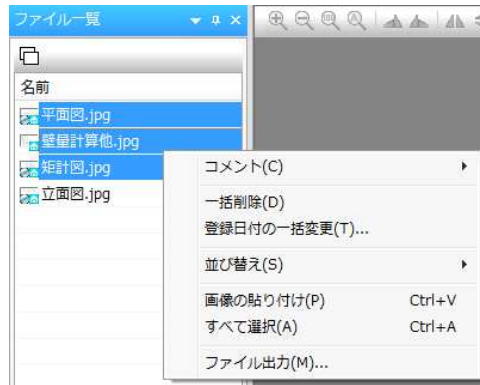 ファイル一覧
名前
平面図.jpg
壁量計算他.jpg
矩計図.jpg
立面図.jpg
コメント(C)
一括削除(D)
登録日付の一括変更(T)...
並び替え(S)
画像の貼り付け(P) Ctrl+V
すべて選択(A) Ctrl+A
ファイル出力(M)...